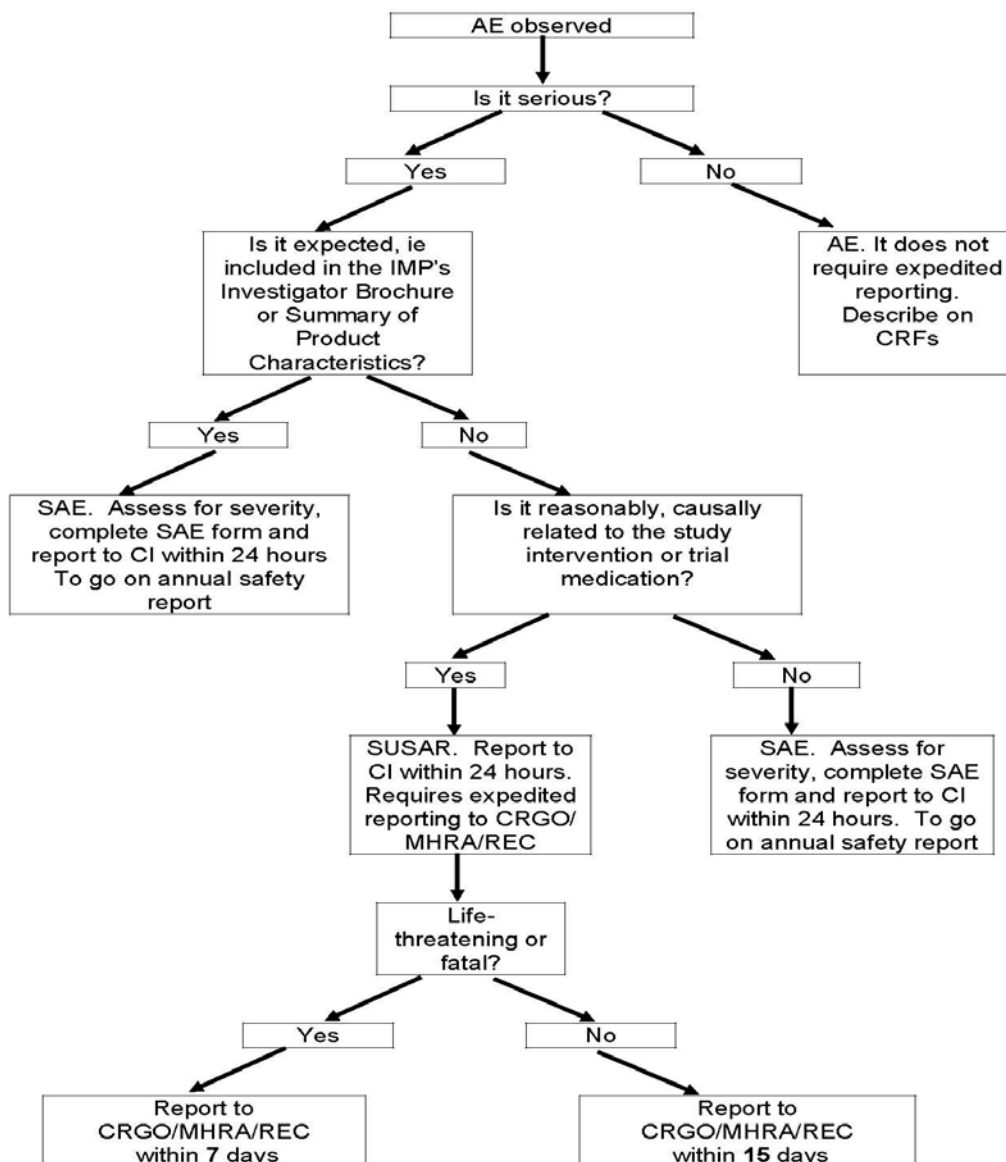 AE observed
Is it serious?
Yes
No
Is it expected, ie
included in the IMP's
Investigator Brochure
or Summary of
Product
Characteristics?
AE. It does not
require expedited
reporting.
Describe on
CRFs
Yes
No
SAE. Assess for severity,
complete SAE form and
report to CI within 24 hours
To go on annual safety
report
Is it reasonably, causally
related to the study
intervention or trial
medication?
Yes
No
SUSAR. Report to
CI within 24 hours.
Requires expedited
reporting to CRGO/
MHRA/REC
SAE. Assess for
severity, complete SAE
form and report to CI
within 24 hours. To go
on annual safety report
Life-
threatening or
fatal?
Yes
No
Report to
CRGO/MHRA/REC
within 7 days
Report to
CRGO/MHRA/REC
within 15 days